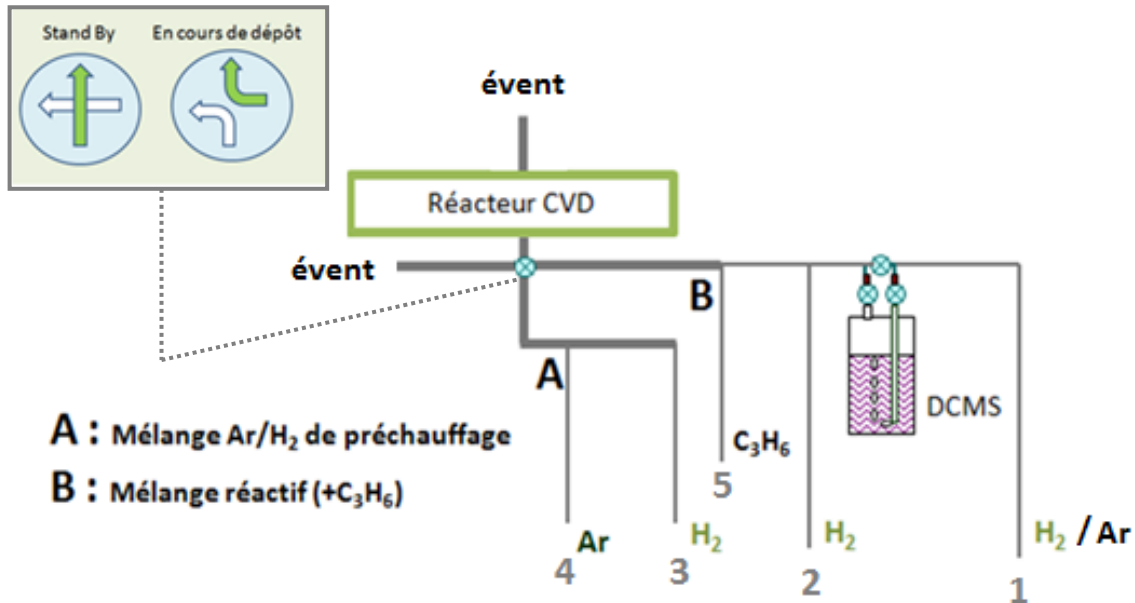 Stand By
En cours de dépôt
évent
Réacteur CVD
évent
B
A
DCMS
A : Mélange Ar/H₂ de préchauffage
B : Mélange réactif (+C₃H₆)
C₃H₆
5
Ar
4
H₂
3
H₂
2
H₂ / Ar
1